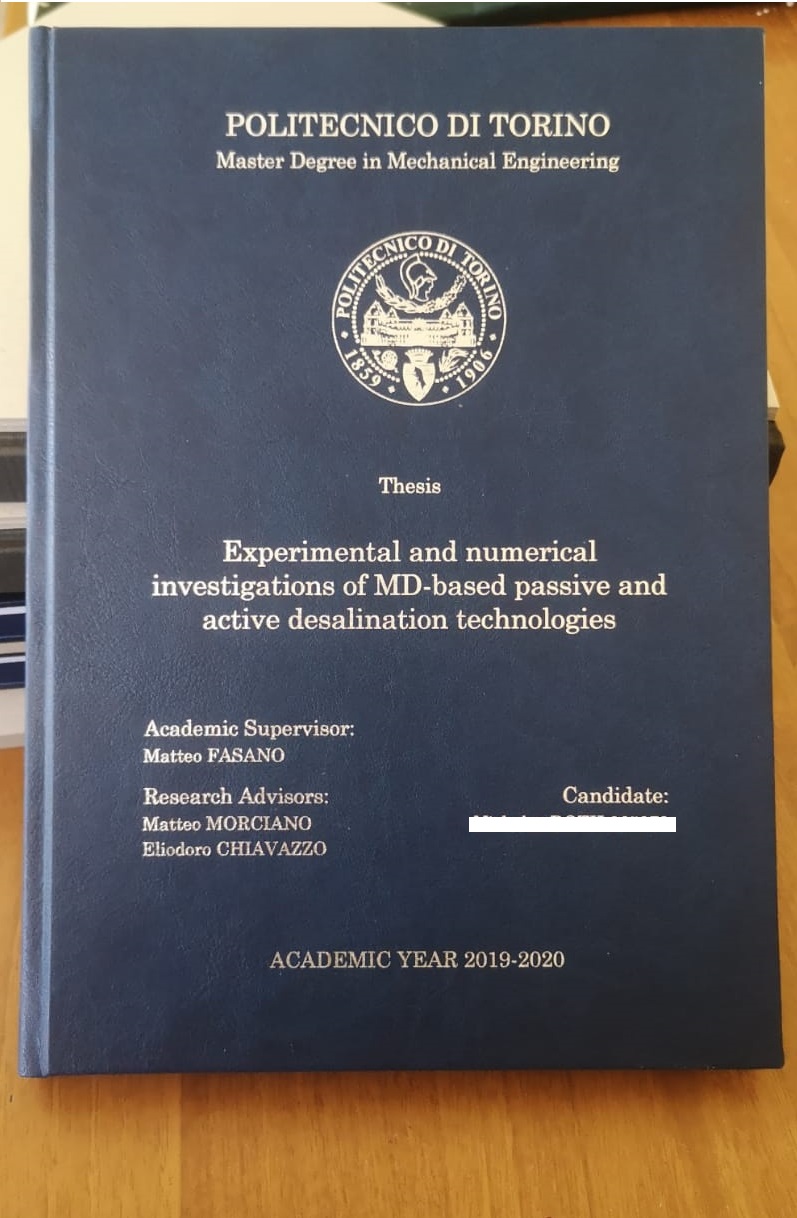 POLITECNICO DI TORINO
Master Degree in Mechanical Engineering
POLITECNICO DI TORINO
1859 1906
Thesis
Experimental and numerical
investigations of MD-based passive and
active desalination technologies
Academic Supervisor:
Matteo FASANO
Research Advisors:
Matteo MORCIANO
Eliodoro CHIAVAZZO
Candidate:
ACADEMIC YEAR 2019-2020